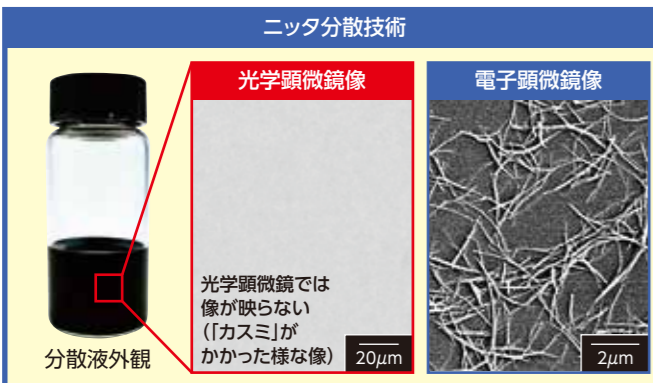 ニッタ分散技術
光学顕微鏡像
電子顕微鏡像
光学顕微鏡では
像が映らない
(「カスミ」が
かかった様な像)
20μm
2μm
分散液外観